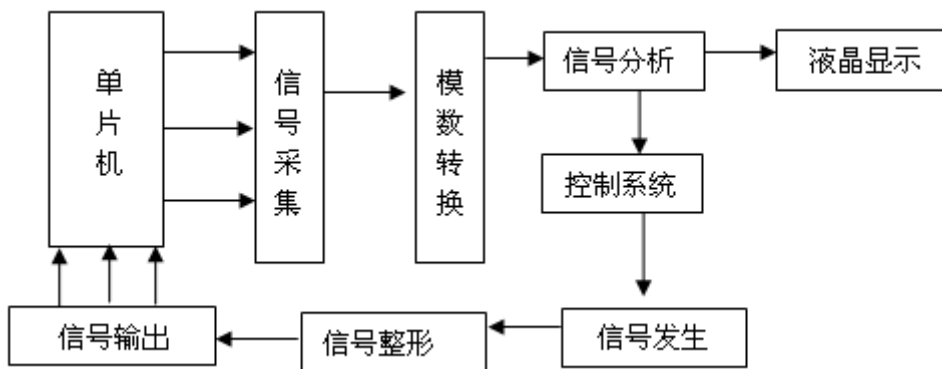 单片机
信号采集
模数转换
信号分析
液晶显示
控制系统
信号输出
信号整形
信号发生